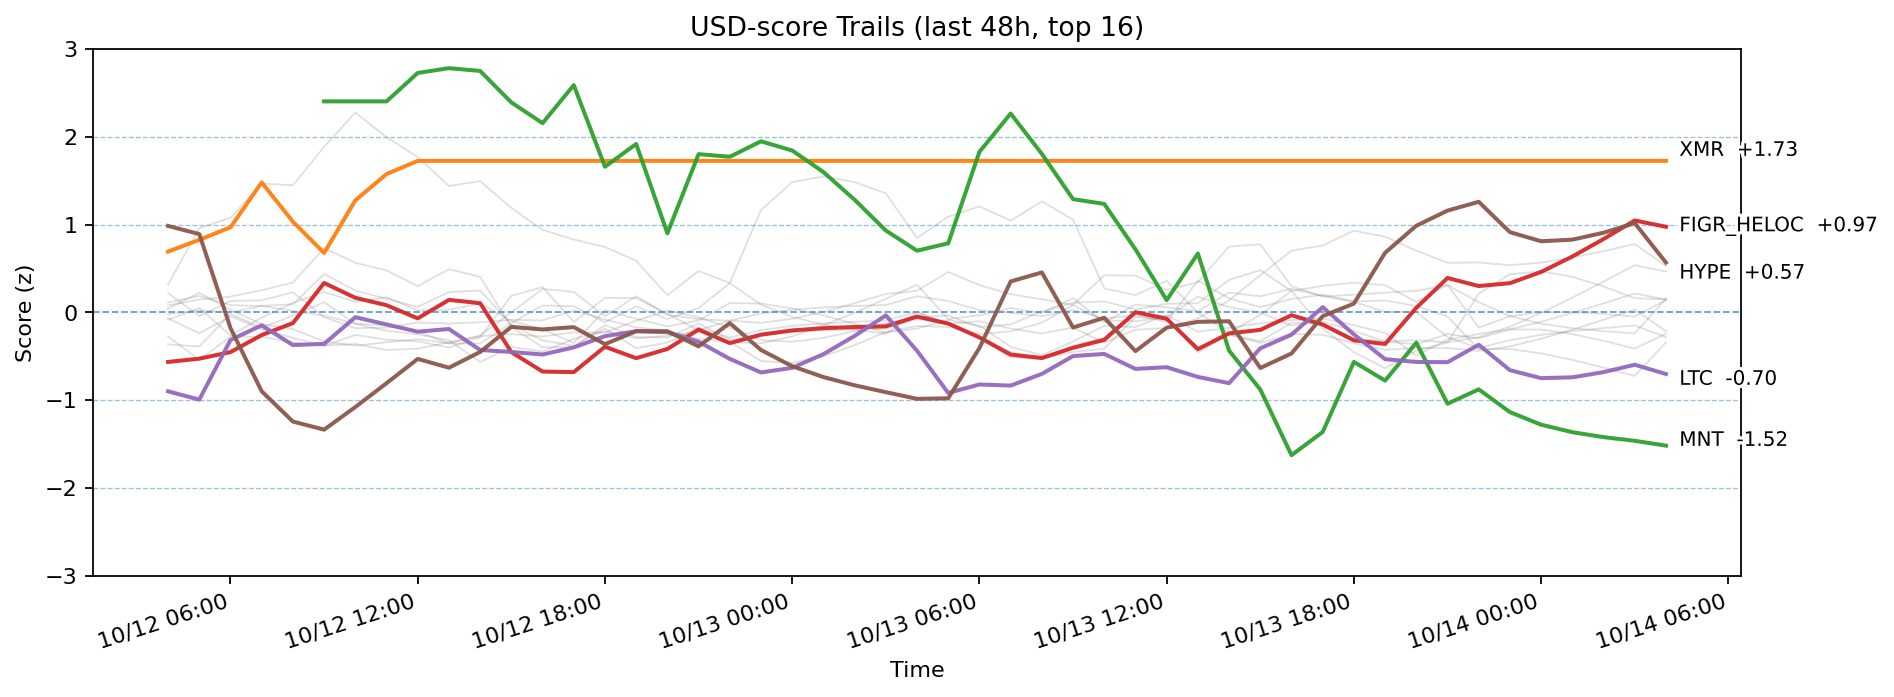 USD-score Trails (last 48h, top 16)
Score (z)
3
2
1
0
−1
−2
−3
XMR +1.73
FIGR_HELOC +0.97
HYPE +0.57
LTC -0.70
MNT -1.52
10/12 06:00
10/12 12:00
10/12 18:00
10/13 00:00
10/13 06:00
10/13 12:00
10/13 18:00
10/14 00:00
10/14 06:00
Time